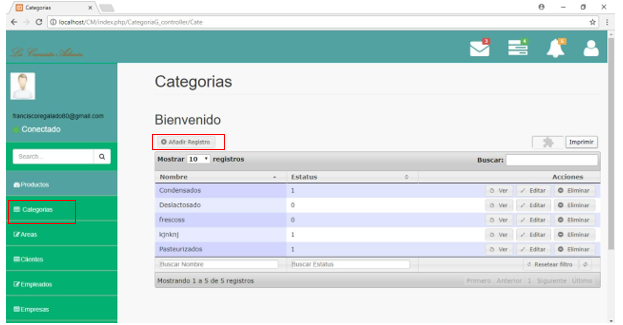 Categorias
localhost/CM/index.php/CategoriaG_controller/Cate
3
4
franciscoregalado80@gmail.com
Conectado
Search...
Productos
Categorias
Areas
Clientes
Empleados
Empresas
Categorias
Bienvenido
Añadir Registro
Imprimir
Mostrar 10 registros
Buscar:
Nombre Estatus Acciones
Condensados 1 Ver Editar Eliminar
Deslactosado 0 Ver Editar Eliminar
frescoss 0 Ver Editar Eliminar
kjnknj 1 Ver Editar Eliminar
Pasteurizados 1 Ver Editar Eliminar
Buscar Nombre Buscar Estatus Resetear filtro
Mostrando 1 a 5 de 5 registros
Primero Anterior 1 Siguiente Último